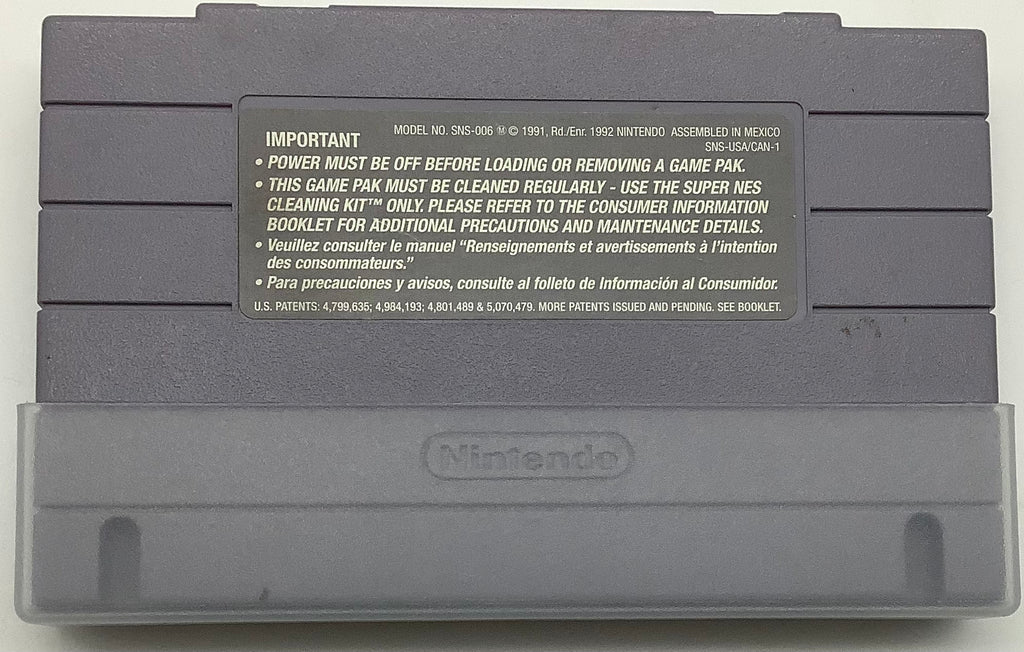 MODEL NO. SNS-006 Ⓜ © 1991, Rd./Enr. 1992 NINTENDO ASSEMBLED IN MEXICO
IMPORTANT
SNS-USA/CAN-1
• POWER MUST BE OFF BEFORE LOADING OR REMOVING A GAME PAK.
• THIS GAME PAK MUST BE CLEANED REGULARLY - USE THE SUPER NES
CLEANING KIT™ ONLY. PLEASE REFER TO THE CONSUMER INFORMATION
BOOKLET FOR ADDITIONAL PRECAUTIONS AND MAINTENANCE DETAILS.
• Veuillez consulter le manuel “Renseignements et avertissements à l’intention
des consommateurs.”
• Para precauciones y avisos, consulte al folleto de Información al Consumidor.
U.S. PATENTS: 4,799,635; 4,984,193; 4,801,489 & 5,070,479. MORE PATENTS ISSUED AND PENDING. SEE BOOKLET.
Nintendo